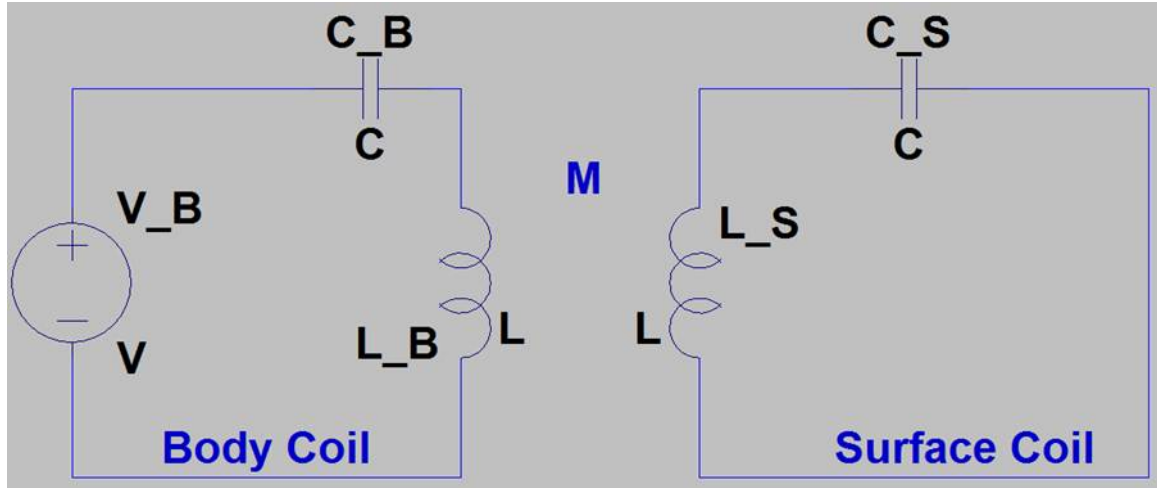 C_B
C_S
C
C
M
V_B
L_S
L_B
L
L
V
Body Coil
Surface Coil